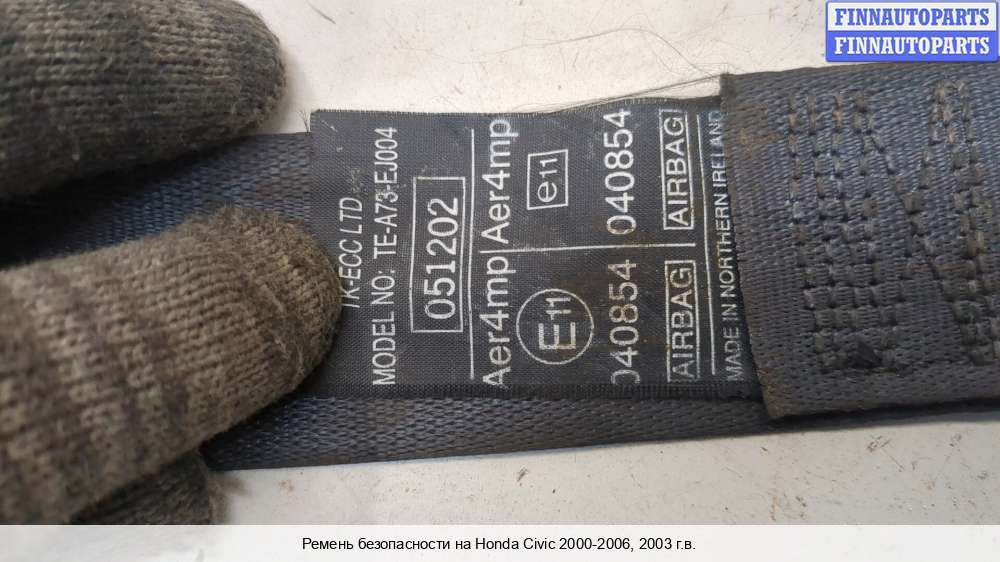 FINNAUTOPARTS
FINNAUTOPARTS
TK-ECC LTD
MODEL NO: TE-A73-EJ004
051202
Aer4mp|Aer4mp
E11 e11
040854 040854
AIRBAG AIRBAG
MADE IN NORTHERN IRELAND
Ремень безопасности на Honda Civic 2000-2006, 2003 г.в.